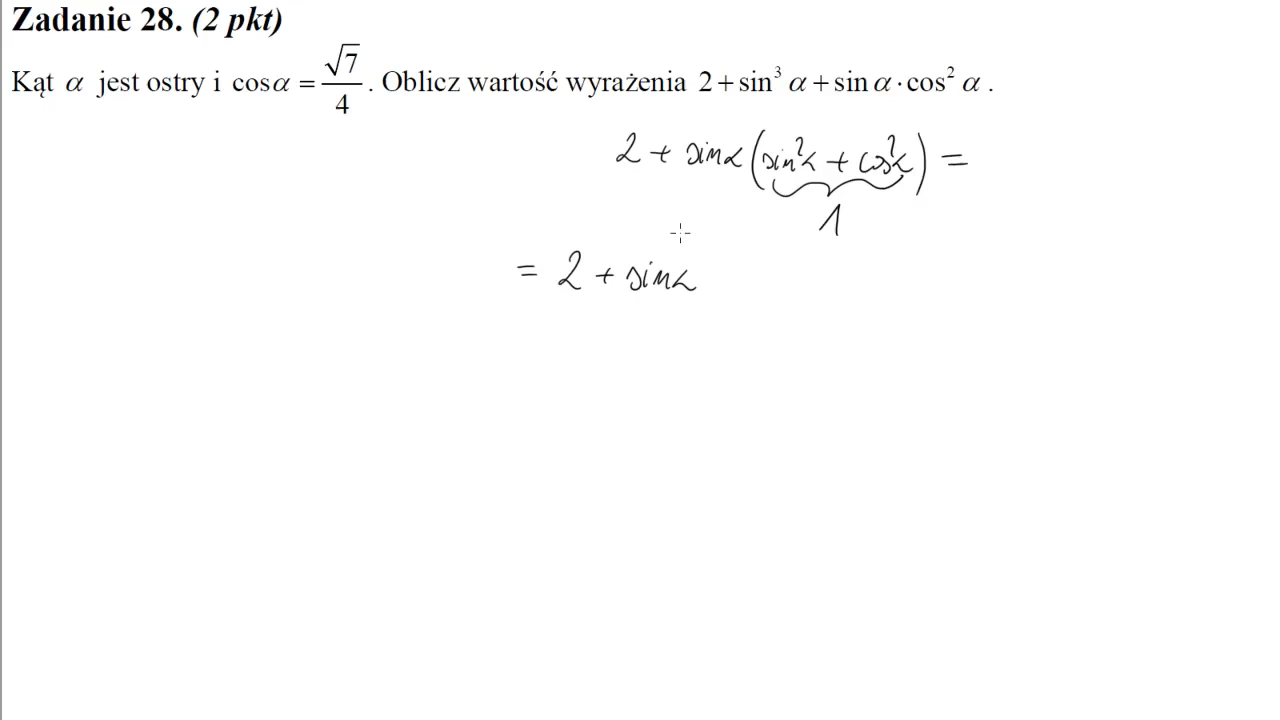 Zadanie 28. (2 pkt)
Kąt α jest ostry i cosα = √7/4 . Oblicz wartość wyrażenia 2 + sin³ α + sin α · cos² α .
2 + sinα (sin²α + cos²α) =
1
= 2 + sinα